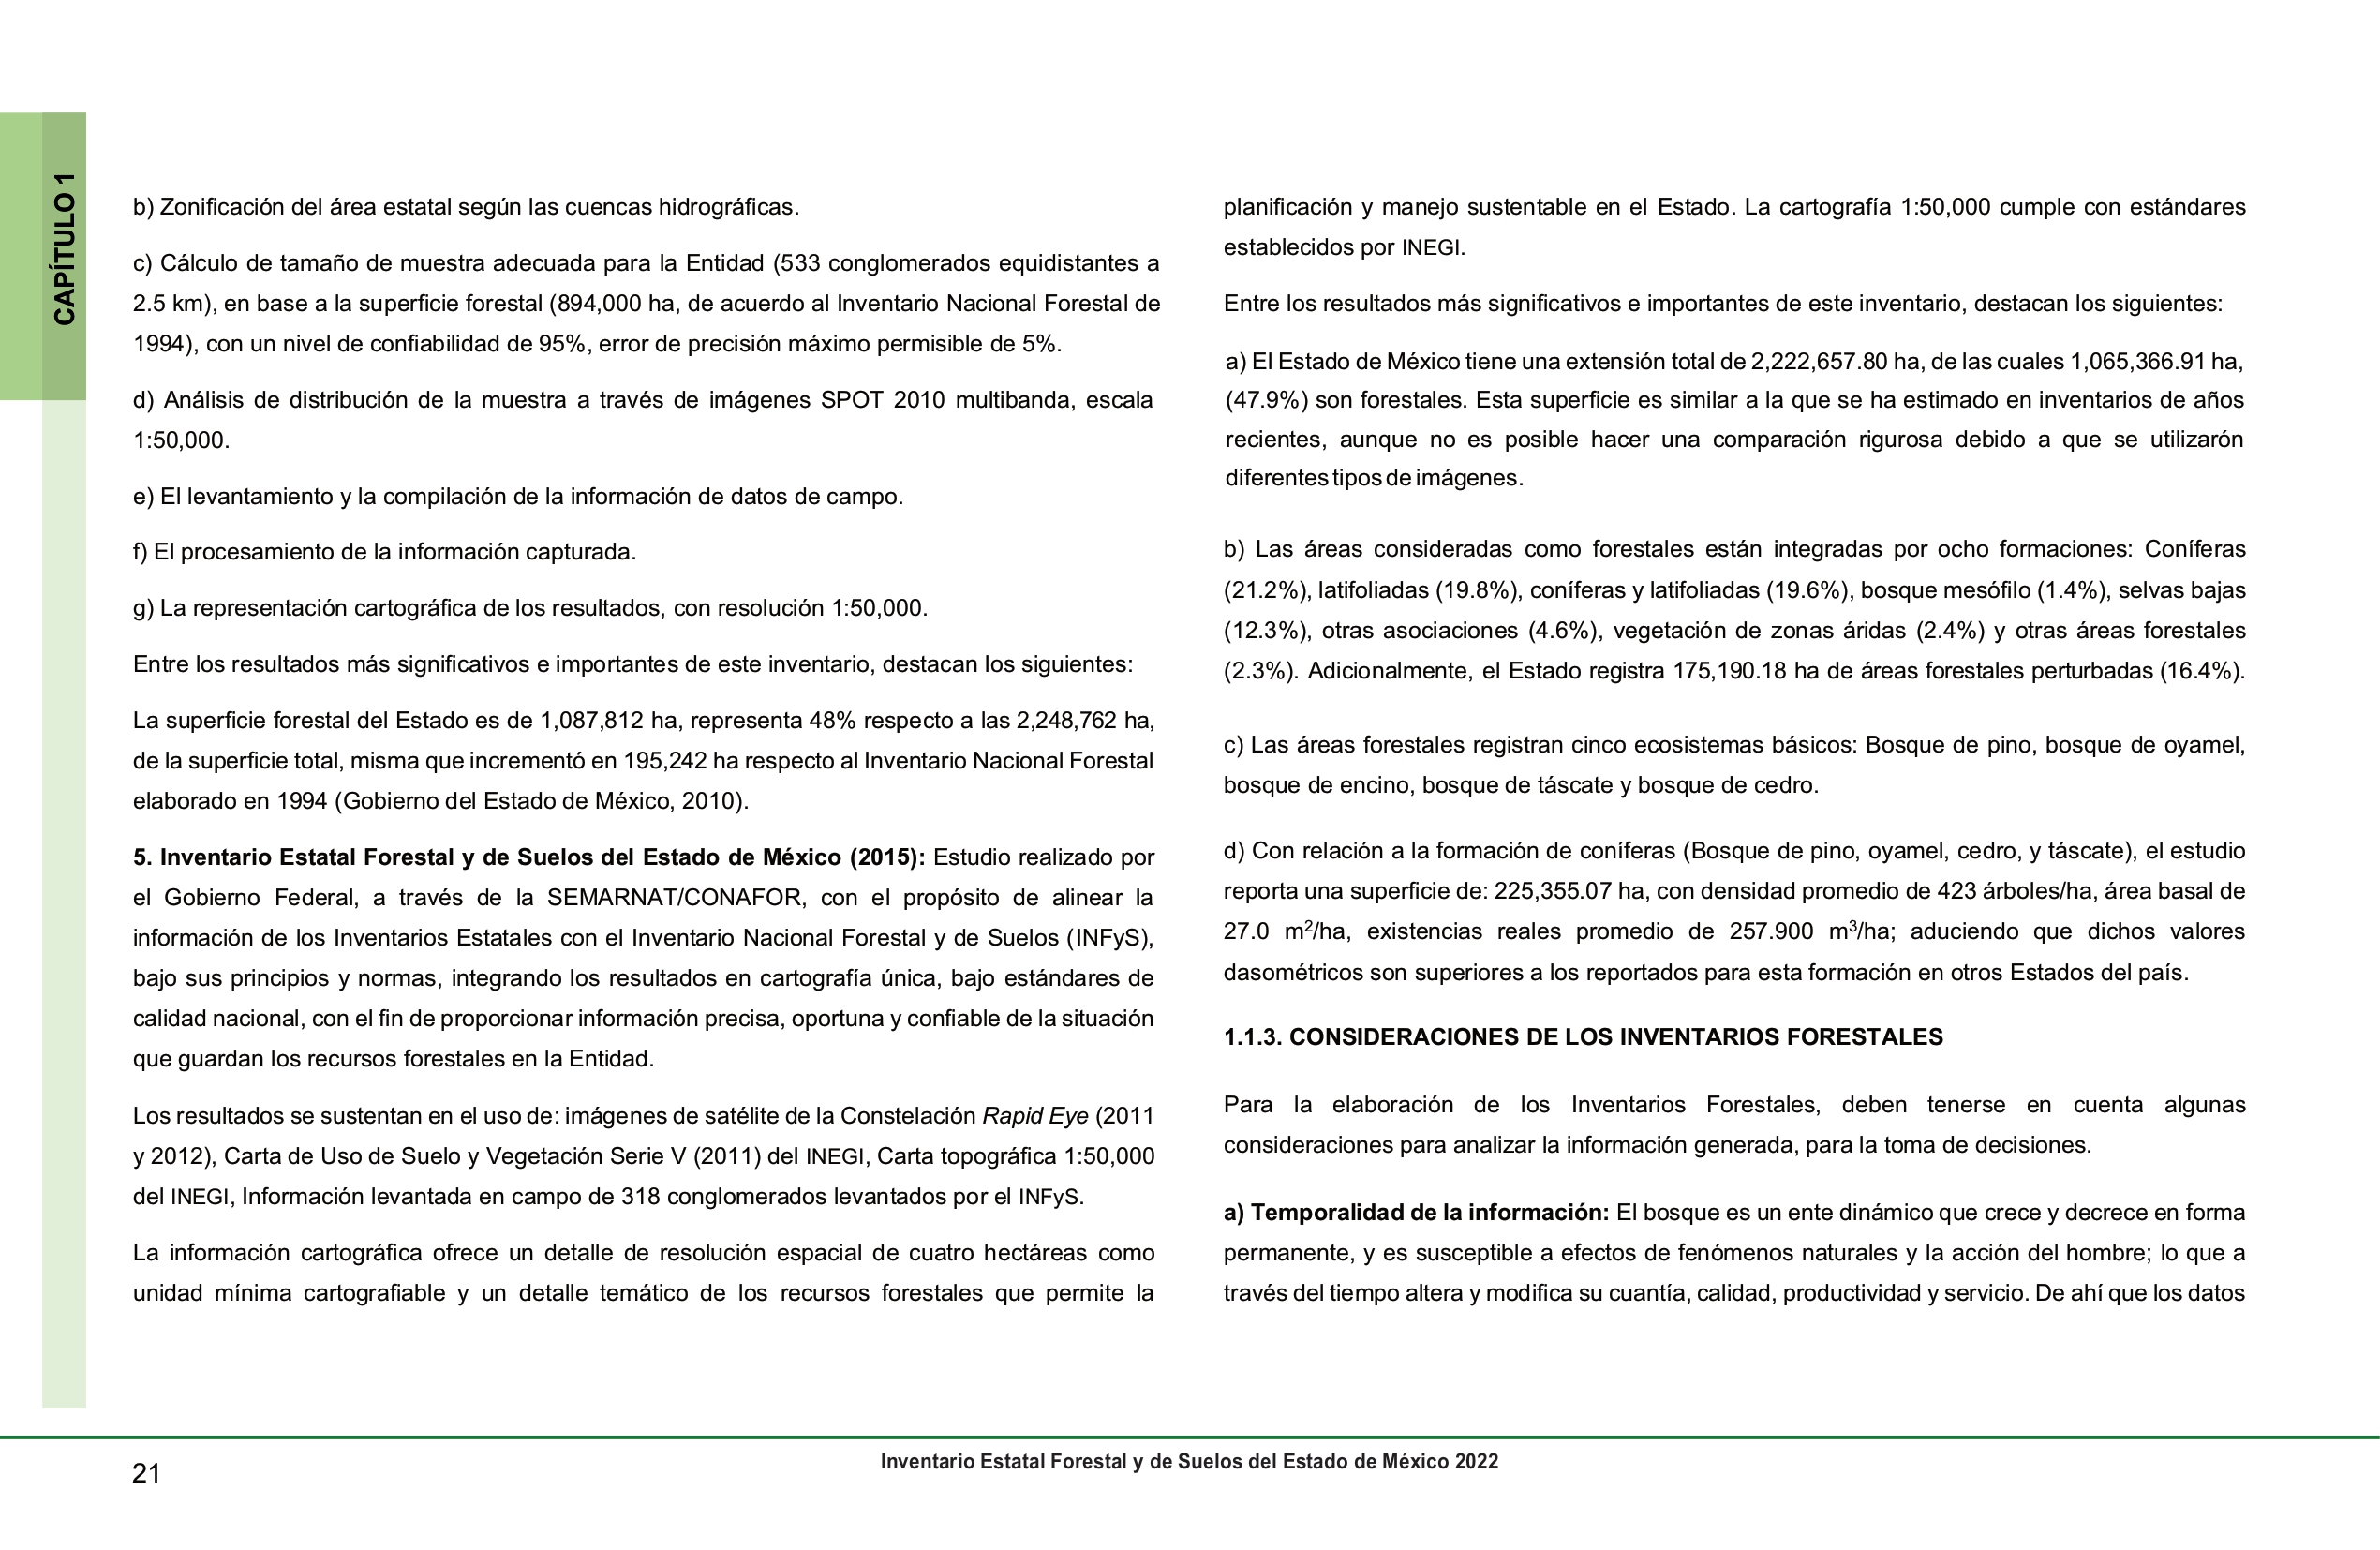 CAPÍTULO 1
b) Zonificación del área estatal según las cuencas hidrográficas.
c) Cálculo de tamaño de muestra adecuada para la Entidad (533 conglomerados equidistantes a
2.5 km), en base a la superficie forestal (894,000 ha, de acuerdo al Inventario Nacional Forestal de
1994), con un nivel de confiabilidad de 95%, error de precisión máximo permisible de 5%.
d) Análisis de distribución de la muestra a través de imágenes SPOT 2010 multibanda, escala
1:50,000.
e) El levantamiento y la compilación de la información de datos de campo.
f) El procesamiento de la información capturada.
g) La representación cartográfica de los resultados, con resolución 1:50,000.
Entre los resultados más significativos e importantes de este inventario, destacan los siguientes:
La superficie forestal del Estado es de 1,087,812 ha, representa 48% respecto a las 2,248,762 ha,
de la superficie total, misma que incrementó en 195,242 ha respecto al Inventario Nacional Forestal
elaborado en 1994 (Gobierno del Estado de México, 2010).
5. Inventario Estatal Forestal y de Suelos del Estado de México (2015): Estudio realizado por
el Gobierno Federal, a través de la SEMARNAT/CONAFOR, con el propósito de alinear la
información de los Inventarios Estatales con el Inventario Nacional Forestal y de Suelos (INFyS),
bajo sus principios y normas, integrando los resultados en cartografía única, bajo estándares de
calidad nacional, con el fin de proporcionar información precisa, oportuna y confiable de la situación
que guardan los recursos forestales en la Entidad.
Los resultados se sustentan en el uso de: imágenes de satélite de la Constelación Rapid Eye (2011
y 2012), Carta de Uso de Suelo y Vegetación Serie V (2011) del INEGI, Carta topográfica 1:50,000
del INEGI, Información levantada en campo de 318 conglomerados levantados por el INFyS.
La información cartográfica ofrece un detalle de resolución espacial de cuatro hectáreas como
unidad mínima cartografiable y un detalle temático de los recursos forestales que permite la
planificación y manejo sustentable en el Estado. La cartografía 1:50,000 cumple con estándares
establecidos por INEGI.
Entre los resultados más significativos e importantes de este inventario, destacan los siguientes:
a) El Estado de México tiene una extensión total de 2,222,657.80 ha, de las cuales 1,065,366.91 ha,
(47.9%) son forestales. Esta superficie es similar a la que se ha estimado en inventarios de años
recientes, aunque no es posible hacer una comparación rigurosa debido a que se utilizarón
diferentes tipos de imágenes.
b) Las áreas consideradas como forestales están integradas por ocho formaciones: Coníferas
(21.2%), latifoliadas (19.8%), coníferas y latifoliadas (19.6%), bosque mesófilo (1.4%), selvas bajas
(12.3%), otras asociaciones (4.6%), vegetación de zonas áridas (2.4%) y otras áreas forestales
(2.3%). Adicionalmente, el Estado registra 175,190.18 ha de áreas forestales perturbadas (16.4%).
c) Las áreas forestales registran cinco ecosistemas básicos: Bosque de pino, bosque de oyamel,
bosque de encino, bosque de táscate y bosque de cedro.
d) Con relación a la formación de coníferas (Bosque de pino, oyamel, cedro, y táscate), el estudio
reporta una superficie de: 225,355.07 ha, con densidad promedio de 423 árboles/ha, área basal de
27.0 m²/ha, existencias reales promedio de 257.900 m³/ha; aduciendo que dichos valores
dasométricos son superiores a los reportados para esta formación en otros Estados del país.
1.1.3. CONSIDERACIONES DE LOS INVENTARIOS FORESTALES
Para la elaboración de los Inventarios Forestales, deben tenerse en cuenta algunas
consideraciones para analizar la información generada, para la toma de decisiones.
a) Temporalidad de la información: El bosque es un ente dinámico que crece y decrece en forma
permanente, y es susceptible a efectos de fenómenos naturales y la acción del hombre; lo que a
través del tiempo altera y modifica su cuantía, calidad, productividad y servicio. De ahí que los datos
21
Inventario Estatal Forestal y de Suelos del Estado de México 2022